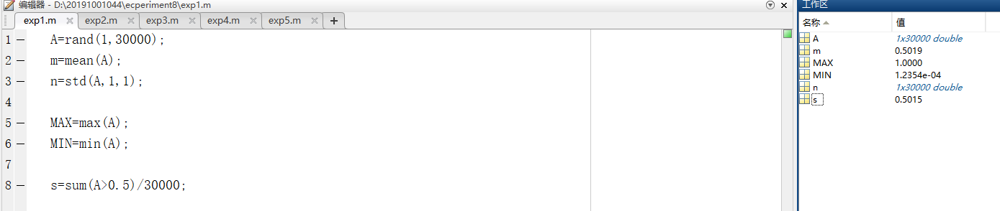 编辑器 - D:\20191001044\ecperiment8\exp1.m
exp1.m exp2.m exp3.m exp4.m exp5.m
1 A=rand(1,30000);
2 m=mean(A);
3 n=std(A,1,1);
4
5 MAX=max(A);
6 MIN=min(A);
7
8 s=sum(A>0.5)/30000;
工作区
名称 值
A 1x30000 double
m 0.5019
MAX 1.0000
MIN 1.2354e-04
n 1x30000 double
s 0.5015